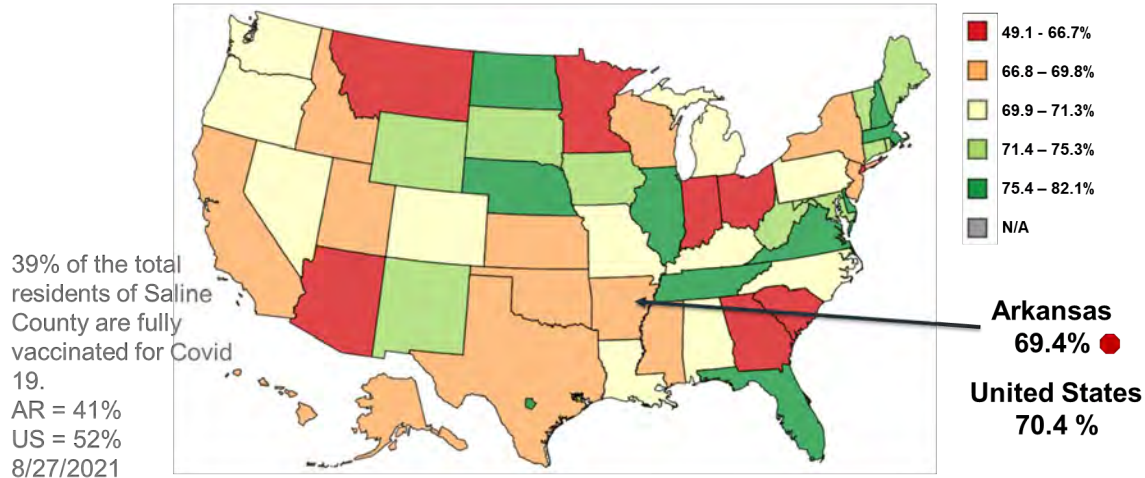 49.1 - 66.7%
66.8 – 69.8%
69.9 – 71.3%
71.4 – 75.3%
75.4 – 82.1%
N/A
39% of the total
residents of Saline
County are fully
vaccinated for Covid
19.
AR = 41%
US = 52%
8/27/2021
Arkansas
69.4%
United States
70.4 %